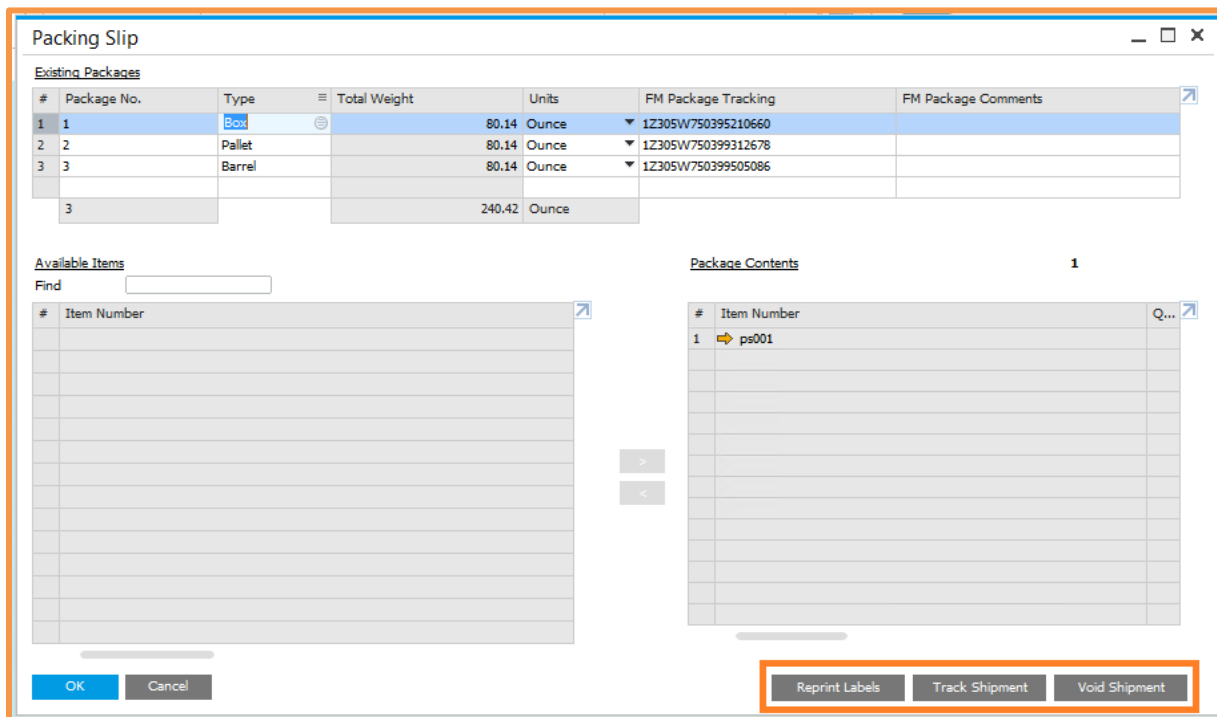 Packing Slip
Existing Packages
# Package No. Type Total Weight Units FM Package Tracking FM Package Comments
1 1 Box 80.14 Ounce 1Z305W750395210660
2 2 Pallet 80.14 Ounce 1Z305W750399312678
3 3 Barrel 80.14 Ounce 1Z305W750399505086
3 240.42 Ounce
Available Items Package Contents 1
Find
# Item Number # Item Number Q...
1 ps001
>
<
OK Cancel Reprint Labels Track Shipment Void Shipment